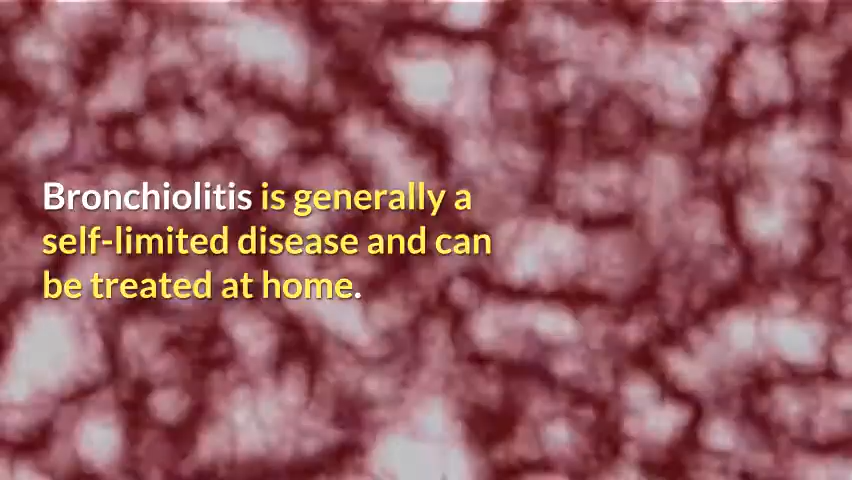 Bronchiolitis is generally a
self-limited disease and can
be treated at home.